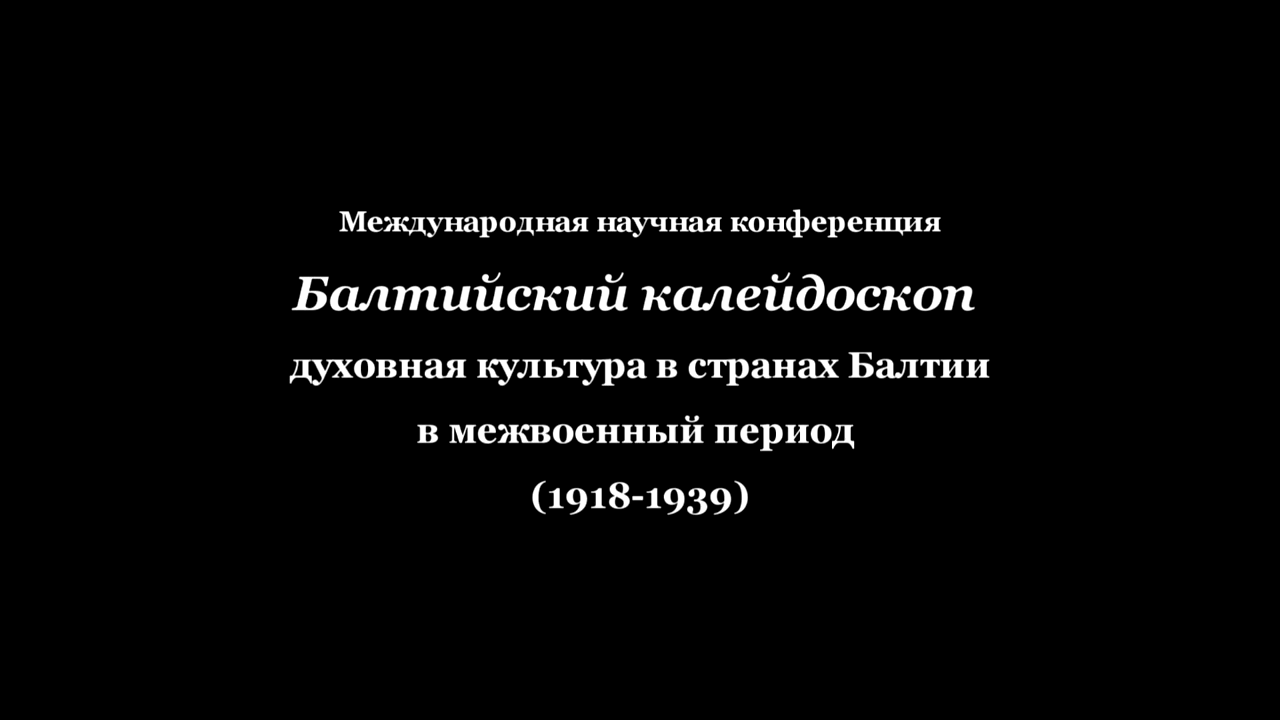 Международная научная конференция
Балтийский калейдоскоп
духовная культура в странах Балтии
в межвоенный период
(1918-1939)